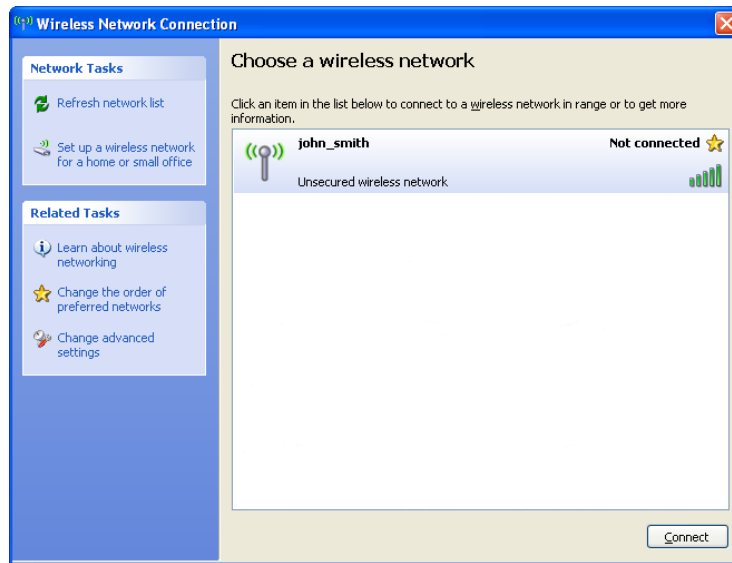 Wireless Network Connection
Network Tasks
Refresh network list
Set up a wireless network
for a home or small office
Related Tasks
Learn about wireless
networking
Change the order of
preferred networks
Change advanced
settings
Choose a wireless network
Click an item in the list below to connect to a wireless network in range or to get more
information.
john_smith
Not connected
Unsecured wireless network
Connect